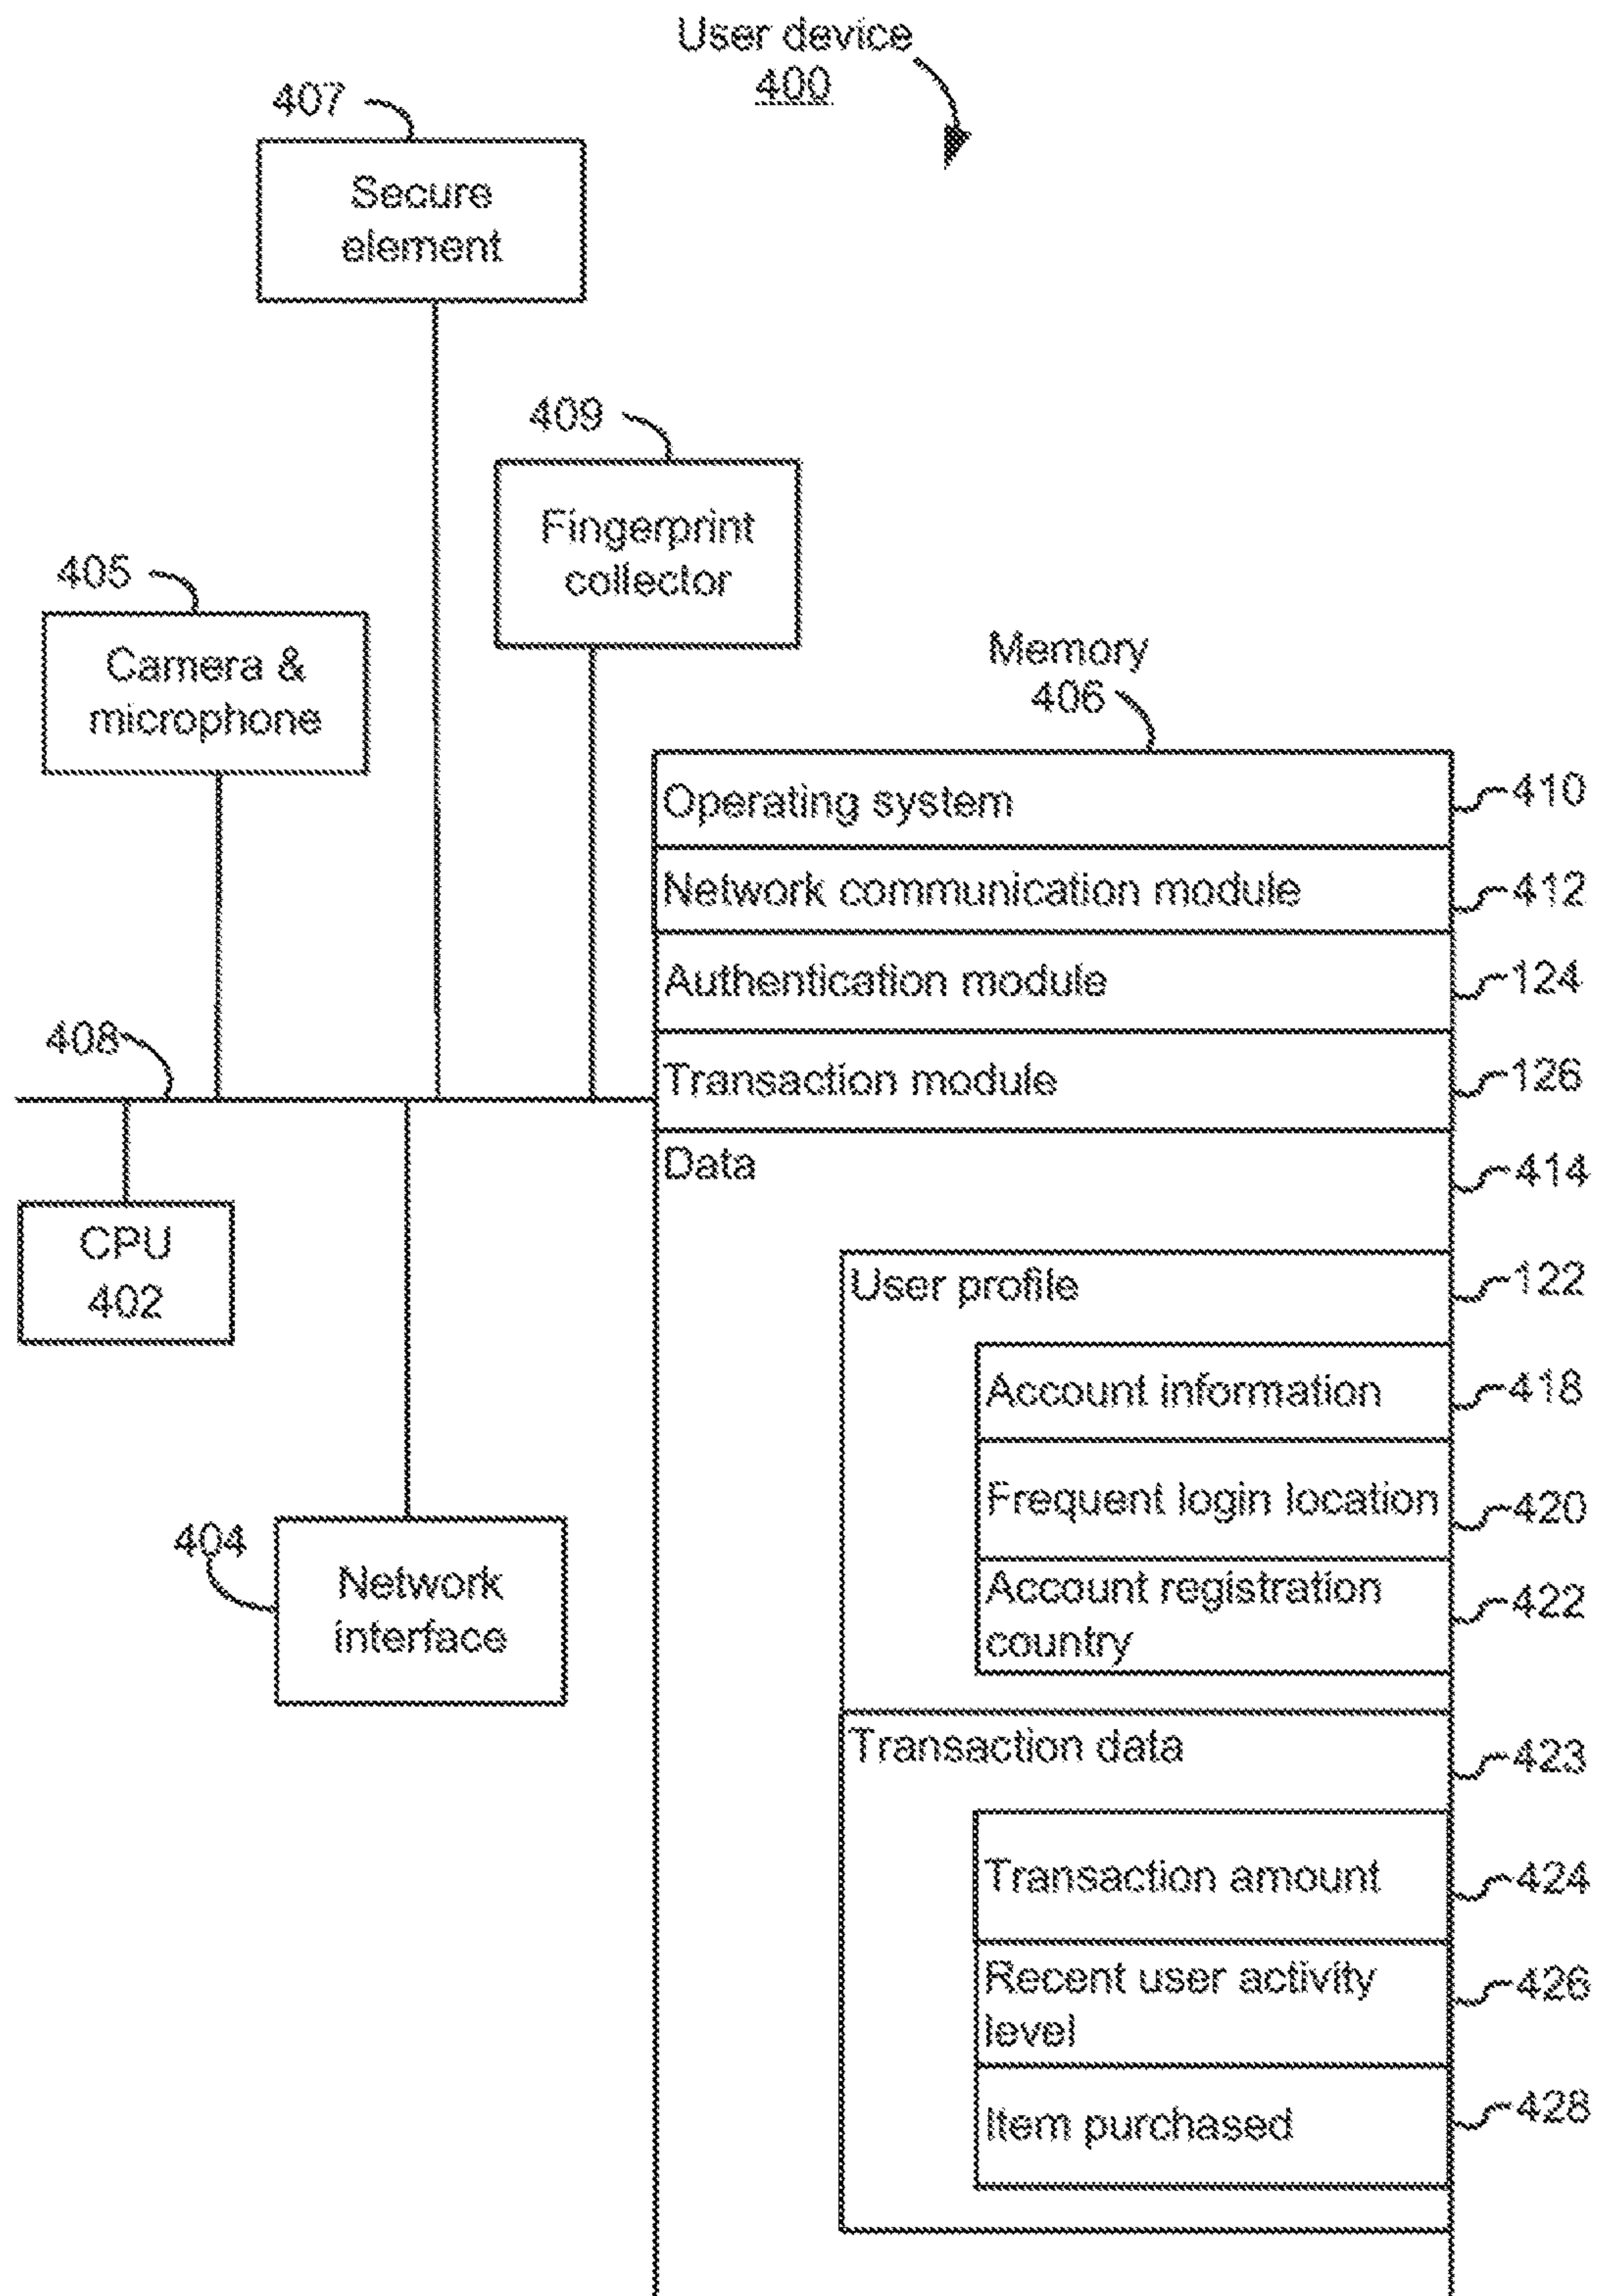 User device
400
407
Secure
element
409
Fingerprint
collector
405
Camera &
microphone
Memory
406
Operating system
410
Network communication module
412
Authentication module
124
408
Transaction module
126
Data
414
CPU
402
User profile
122
Account information
418
Frequent login location
420
404
Network
interface
Account registration
country
422
Transaction data
423
Transaction amount
424
Recent user activity
level
426
Item purchased
428